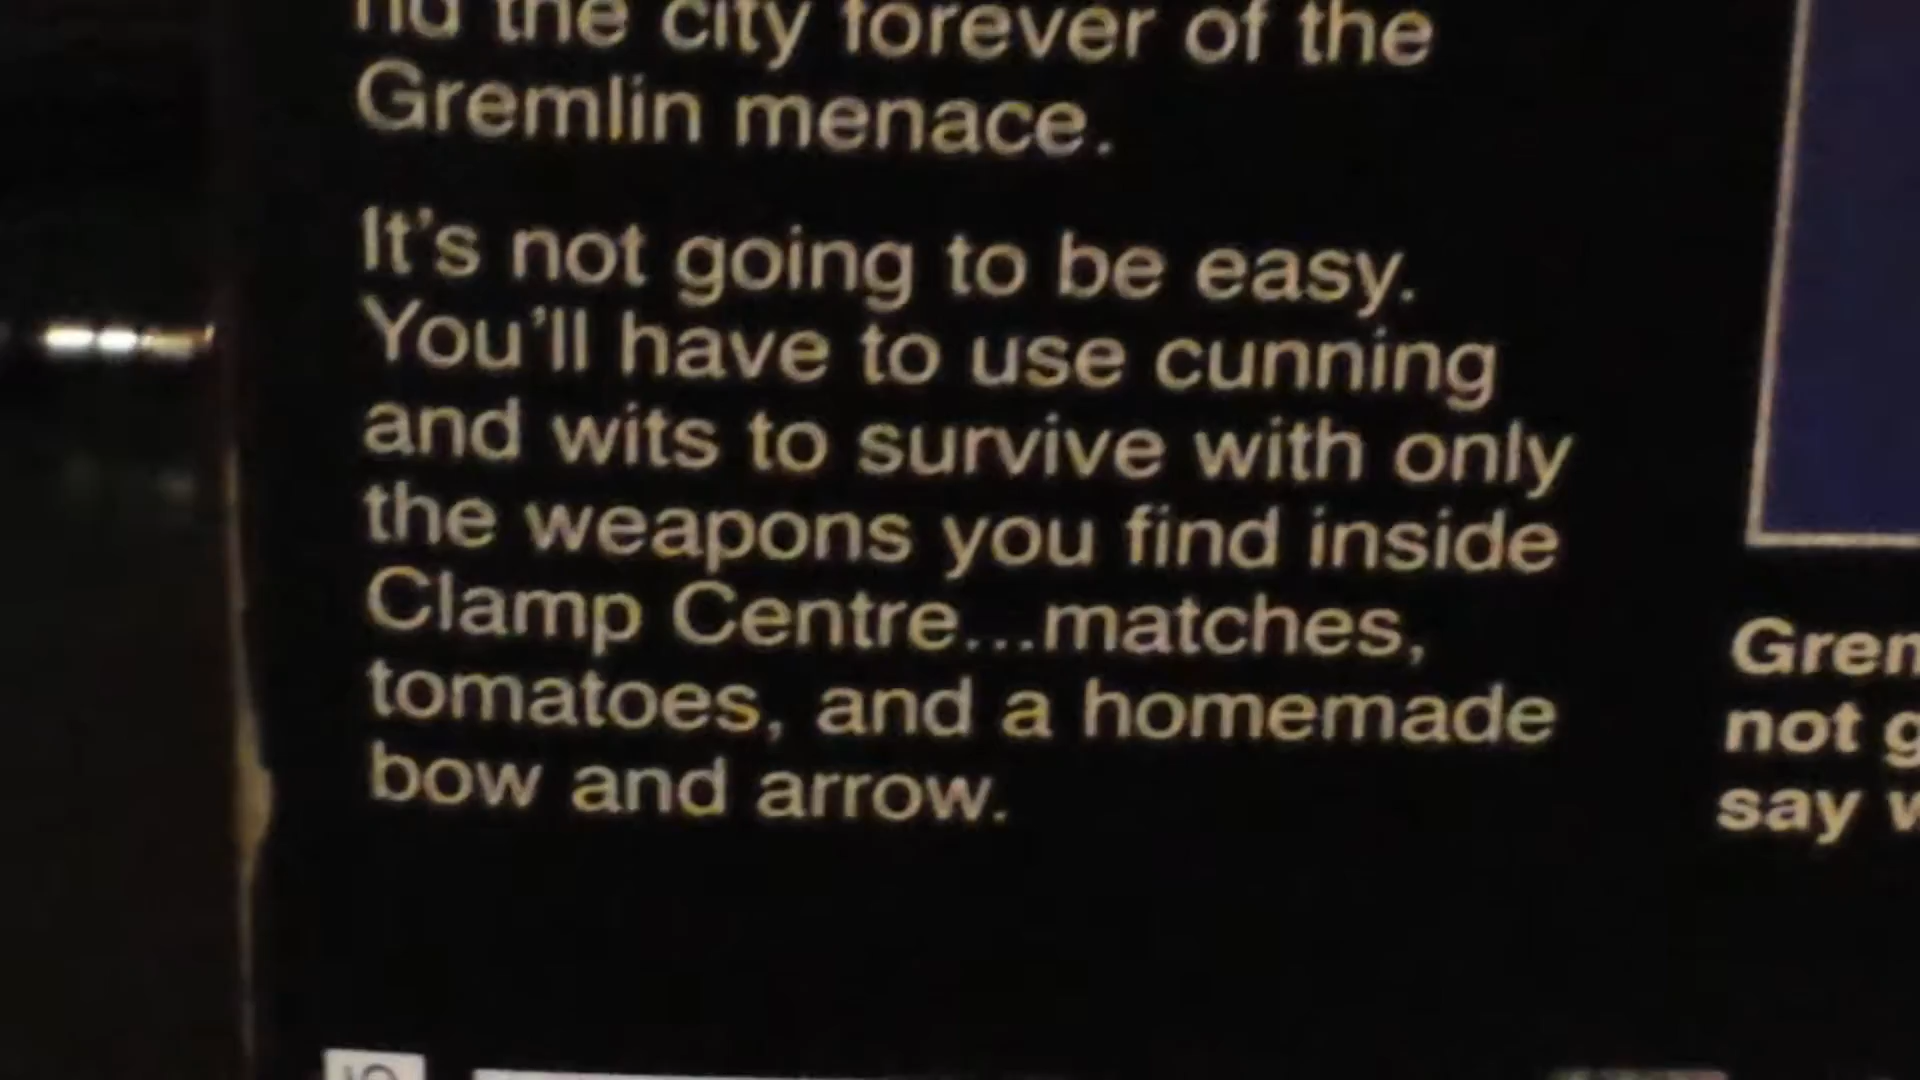 rid the city forever of the
Gremlin menace.
It's not going to be easy.
You'll have to use cunning
and wits to survive with only
the weapons you find inside
Clamp Centre...matches,
tomatoes, and a homemade
bow and arrow.
Grem
not g
say w